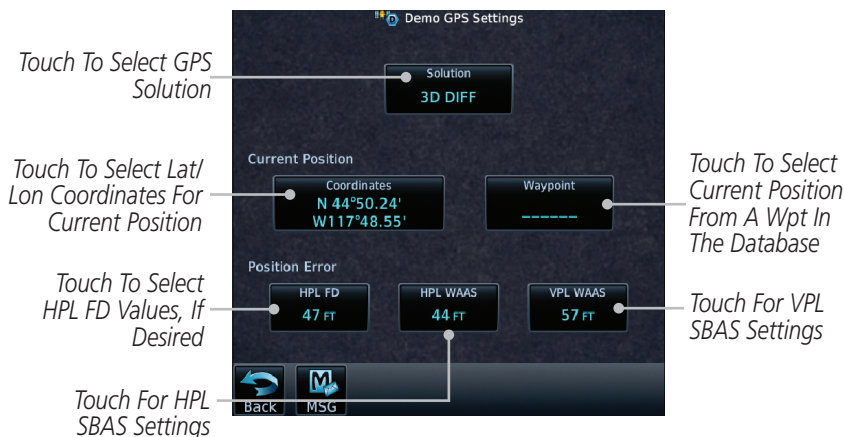 Demo GPS Settings
Touch To Select GPS
Solution
Solution
3D DIFF
Current Position
Touch To Select Lat/
Lon Coordinates For
Current Position
Coordinates
N 44°50.24'
W117°48.55'
Waypoint
______
Touch To Select
Current Position
From A Wpt In
The Database
Position Error
Touch To Select
HPL FD Values, If
Desired
HPL FD
47 FT
HPL WAAS
44 FT
VPL WAAS
57 FT
Touch For VPL
SBAS Settings
Touch For HPL
SBAS Settings
Back
MSG